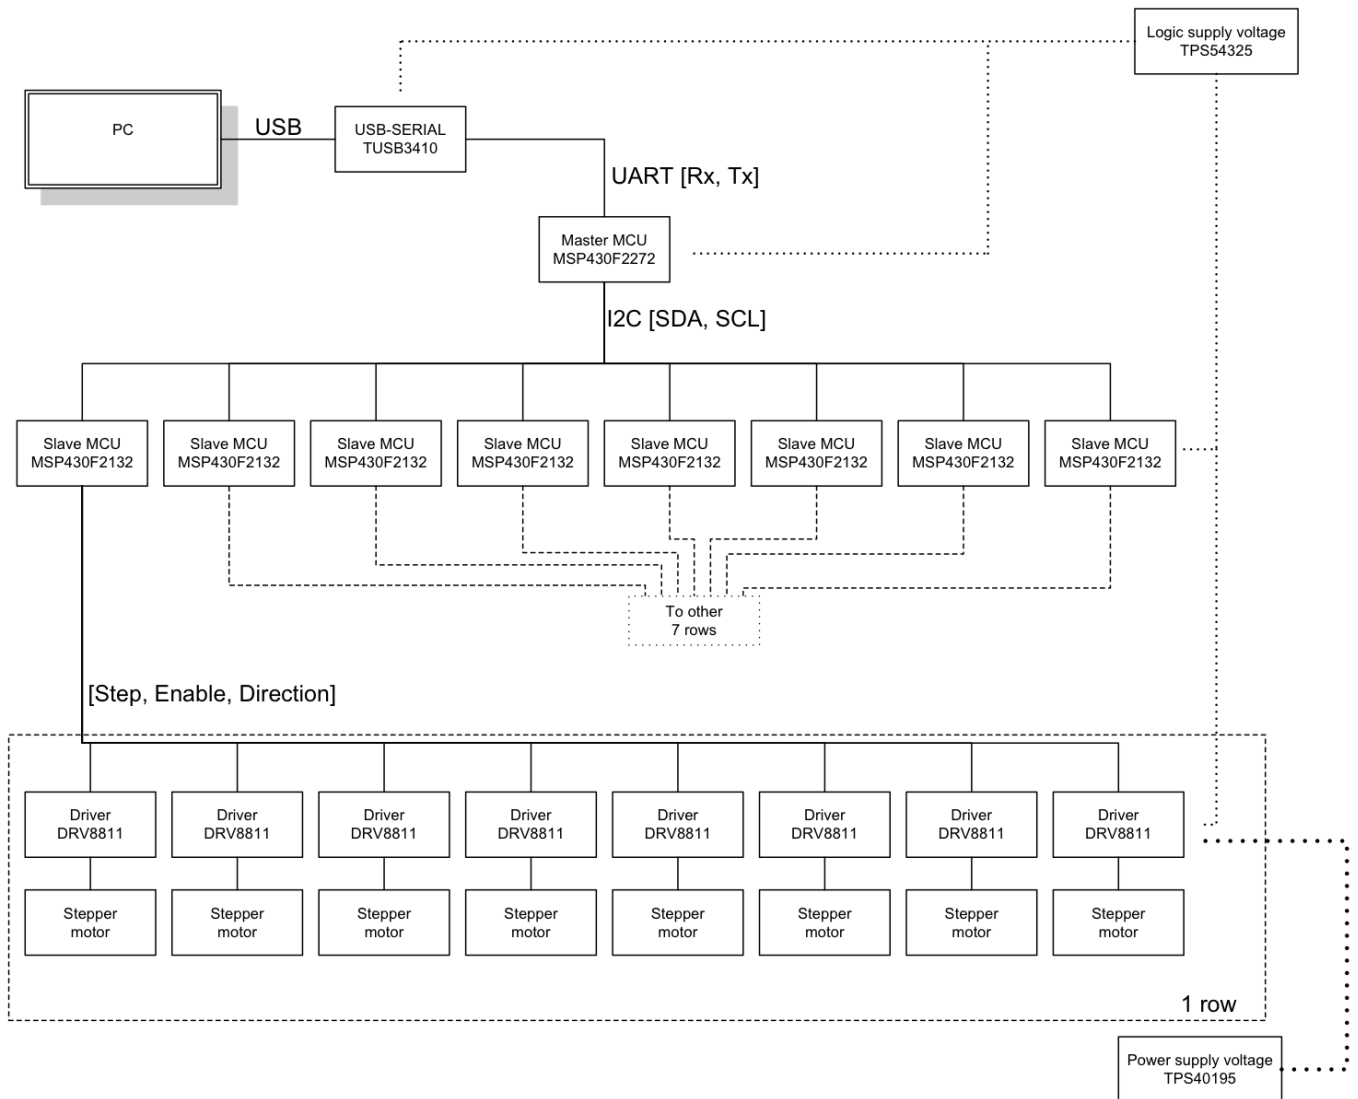 Logic supply voltage
TPS54325
PC
USB
USB-SERIAL
TUSB3410
UART [Rx, Tx]
Master MCU
MSP430F2272
I2C [SDA, SCL]
Slave MCU
MSP430F2132
Slave MCU
MSP430F2132
Slave MCU
MSP430F2132
Slave MCU
MSP430F2132
Slave MCU
MSP430F2132
Slave MCU
MSP430F2132
Slave MCU
MSP430F2132
Slave MCU
MSP430F2132
To other
7 rows
[Step, Enable, Direction]
Driver
DRV8811
Driver
DRV8811
Driver
DRV8811
Driver
DRV8811
Driver
DRV8811
Driver
DRV8811
Driver
DRV8811
Driver
DRV8811
Stepper
motor
Stepper
motor
Stepper
motor
Stepper
motor
Stepper
motor
Stepper
motor
Stepper
motor
Stepper
motor
1 row
Power supply voltage
TPS40195